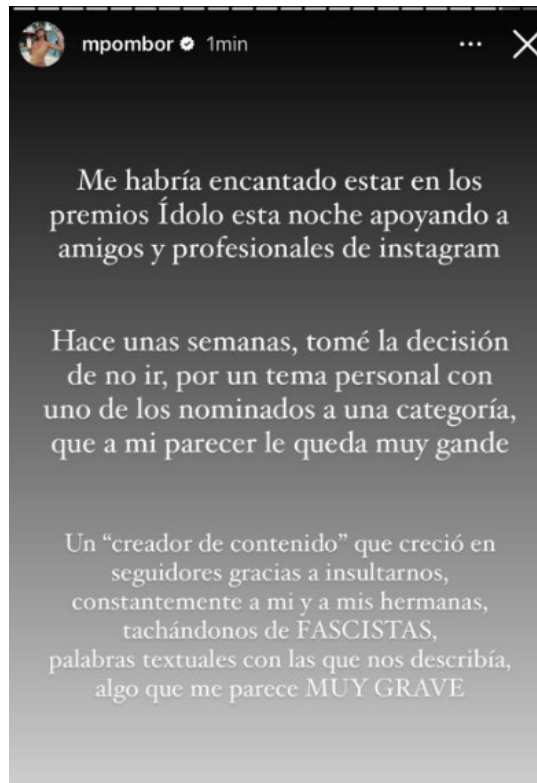 mpombor 1min
Me habría encantado estar en los
premios Ídolo esta noche apoyando a
amigos y profesionales de instagram
Hace unas semanas, tomé la decisión
de no ir, por un tema personal con
uno de los nominados a una categoría,
que a mi parecer le queda muy gande
Un “creador de contenido” que creció en
seguidores gracias a insultarnos,
constantemente a mi y a mis hermanas,
tachándonos de FASCISTAS,
palabras textuales con las que nos describía,
algo que me parece MUY GRAVE